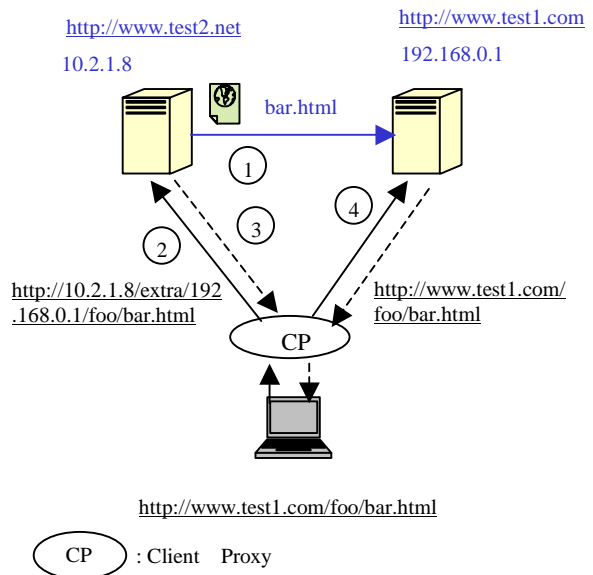 http://www.test2.net
http://www.test1.com
10.2.1.8
192.168.0.1
bar.html
1
2
3
4
http://10.2.1.8/extra/192
.168.0.1/foo/bar.html
http://www.test1.com/
foo/bar.html
CP
http://www.test1.com/foo/bar.html
CP : Client Proxy